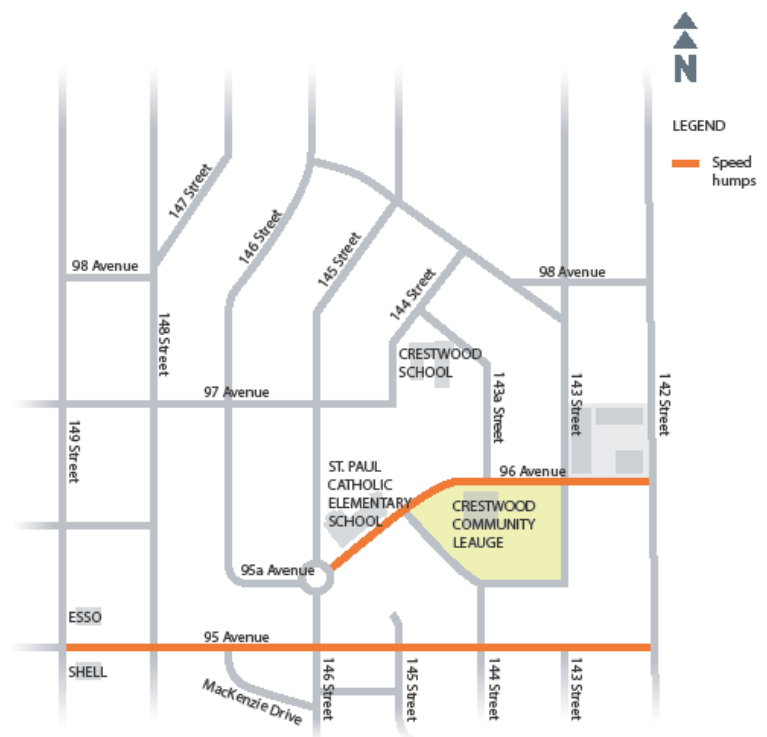 N
LEGEND
Speed
humps
147 Street
146 Street
145 Street
98 Avenue
98 Avenue
144 Street
148 Street
CRESTWOOD
SCHOOL
97 Avenue
143a Street
143 Street
142 Street
149 Street
ST. PAUL
CATHOLIC
ELEMENTARY
SCHOOL
96 Avenue
CRESTWOOD
COMMUNITY
LEAUGE
95a Avenue
ESSO
95 Avenue
SHELL
MacKenzie Drive
146 Street
145 Street
144 Street
143 Street